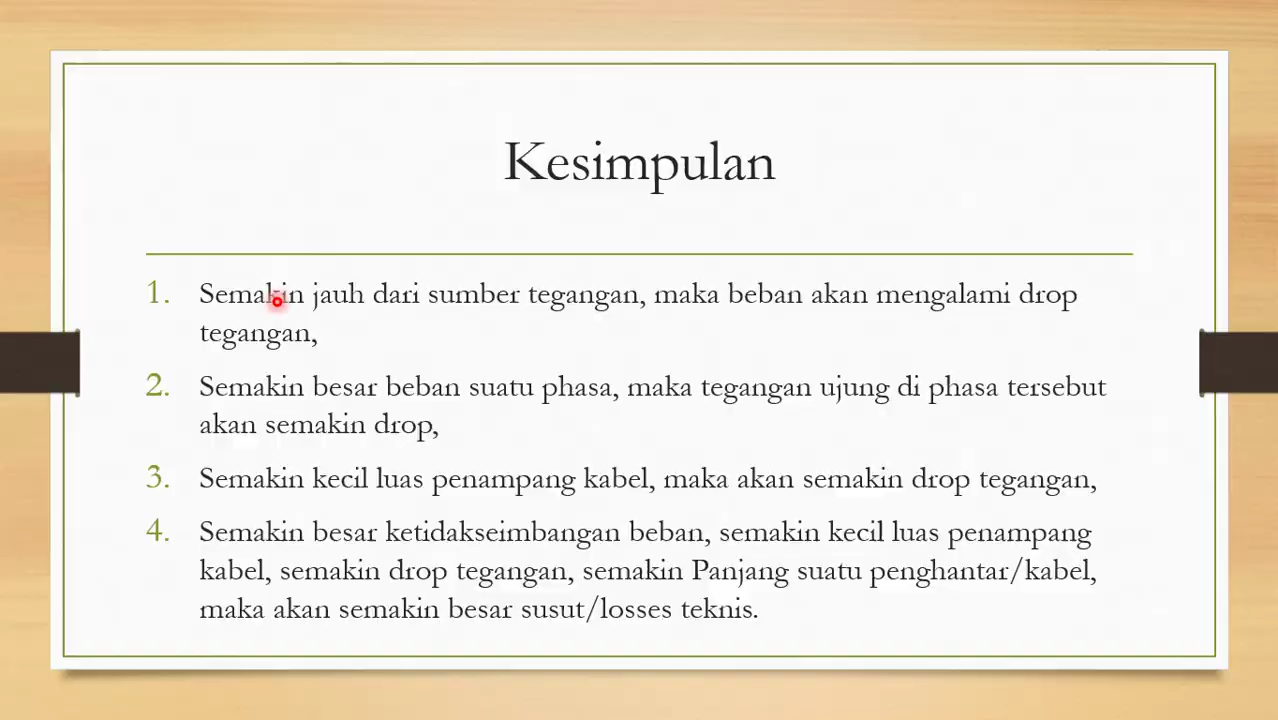 Kesimpulan
1. Semakin jauh dari sumber tegangan, maka beban akan mengalami drop
tegangan,
2. Semakin besar beban suatu phasa, maka tegangan ujung di phasa tersebut
akan semakin drop,
3. Semakin kecil luas penampang kabel, maka akan semakin drop tegangan,
4. Semakin besar ketidakseimbangan beban, semakin kecil luas penampang
kabel, semakin drop tegangan, semakin Panjang suatu penghantar/kabel,
maka akan semakin besar susut/losses teknis.